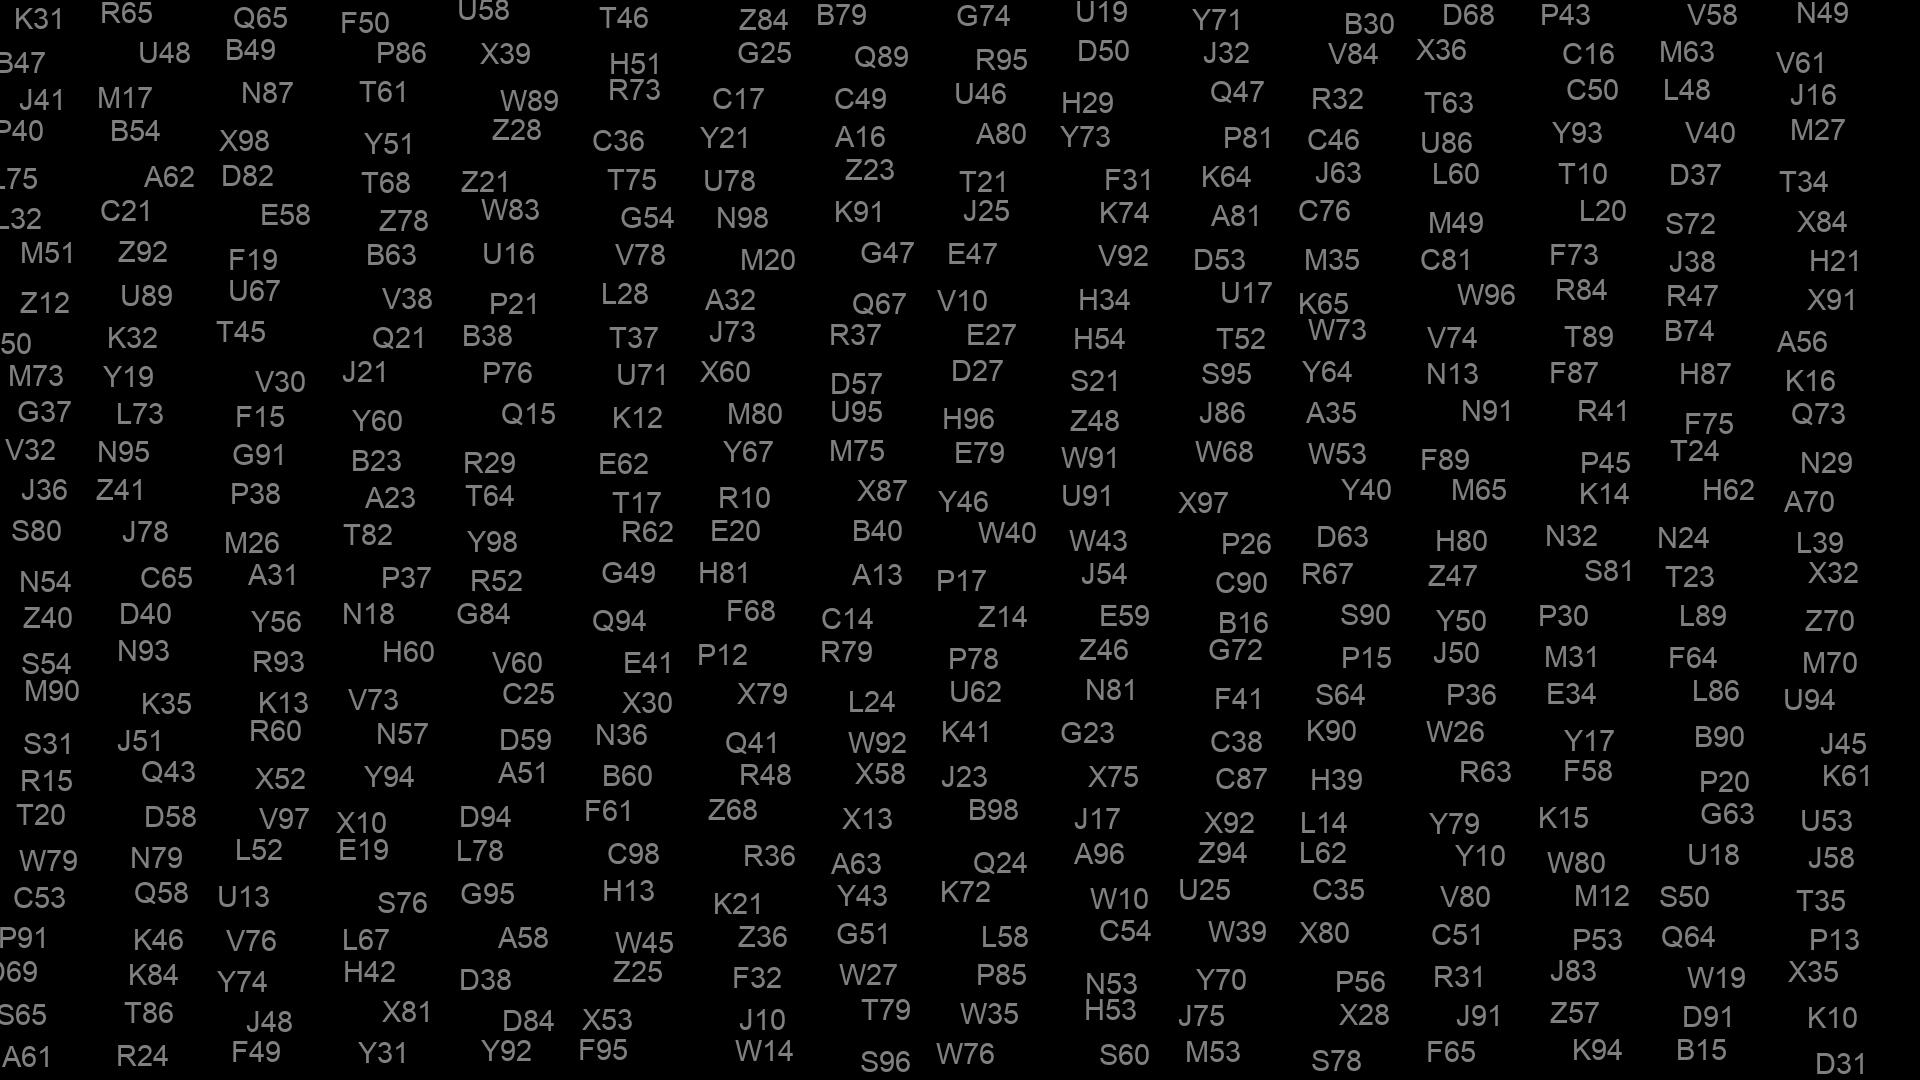 K31 R65 Q65 F50 U58 T46 Z84 B79 G74 U19 Y71 B30 D68 P43 V58 N49
B47 U48 B49 P86 X39 H51 G25 Q89 R95 D50 J32 V84 X36 C16 M63 V61
J41 M17 N87 T61 W89 R73 C17 C49 U46 H29 Q47 R32 T63 C50 L48 J16
P40 B54 X98 Y51 Z28 C36 Y21 A16 A80 Y73 P81 C46 U86 Y93 V40 M27
L75 A62 D82 T68 Z21 T75 U78 Z23 T21 F31 K64 J63 L60 T10 D37 T34
L32 C21 E58 Z78 W83 G54 N98 K91 J25 K74 A81 C76 M49 L20 S72 X84
M51 Z92 F19 B63 U16 V78 M20 G47 E47 V92 D53 M35 C81 F73 J38 H21
Z12 U89 U67 V38 P21 L28 A32 Q67 V10 H34 U17 K65 W96 R84 R47 X91
50 K32 T45 Q21 B38 T37 J73 R37 E27 H54 T52 W73 V74 T89 B74 A56
M73 Y19 V30 J21 P76 U71 X60 D57 D27 S21 S95 Y64 N13 F87 H87 K16
G37 L73 F15 Y60 Q15 K12 M80 U95 H96 Z48 J86 A35 N91 R41 F75 Q73
V32 N95 G91 B23 R29 E62 Y67 M75 E79 W91 W68 W53 F89 P45 T24 N29
J36 Z41 P38 A23 T64 T17 R10 X87 Y46 U91 X97 Y40 M65 K14 H62 A70
S80 J78 M26 T82 Y98 R62 E20 B40 W40 W43 P26 D63 H80 N32 N24 L39
N54 C65 A31 P37 R52 G49 H81 A13 P17 J54 C90 R67 Z47 S81 T23 X32
Z40 D40 Y56 N18 G84 Q94 F68 C14 Z14 E59 B16 S90 Y50 P30 L89 Z70
S54 N93 R93 H60 V60 E41 P12 R79 P78 Z46 G72 P15 J50 M31 F64 M70
M90 K35 K13 V73 C25 X30 X79 L24 U62 N81 F41 S64 P36 E34 L86 U94
S31 J51 R60 N57 D59 N36 Q41 W92 K41 G23 C38 K90 W26 Y17 B90 J45
R15 Q43 X52 Y94 A51 B60 R48 X58 J23 X75 C87 H39 R63 F58 P20 K61
T20 D58 V97 X10 D94 F61 Z68 X13 B98 J17 X92 L14 Y79 K15 G63 U53
W79 N79 L52 E19 L78 C98 R36 A63 Q24 A96 Z94 L62 Y10 W80 U18 J58
C53 Q58 U13 S76 G95 H13 K21 Y43 K72 W10 U25 C35 V80 M12 S50 T35
P91 K46 V76 L67 A58 W45 Z36 G51 L58 C54 W39 X80 C51 P53 Q64 P13
69 K84 Y74 H42 D38 Z25 F32 W27 P85 N53 Y70 P56 R31 J83 W19 X35
S65 T86 J48 X81 D84 X53 J10 T79 W35 H53 J75 X28 J91 Z57 D91 K10
A61 R24 F49 Y31 Y92 F95 W14 S96 W76 S60 M53 S78 F65 K94 B15 D31